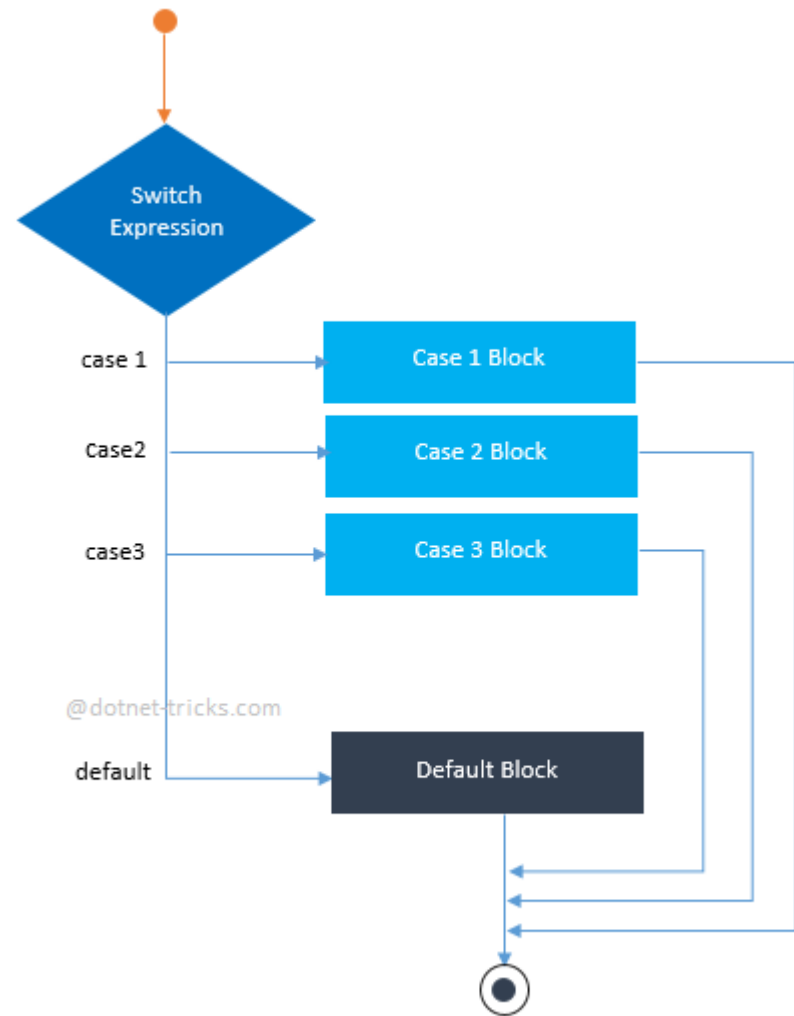 Switch
Expression
case 1
Case 1 Block
case2
Case 2 Block
case3
Case 3 Block
@dotnet-tricks.com
default
Default Block